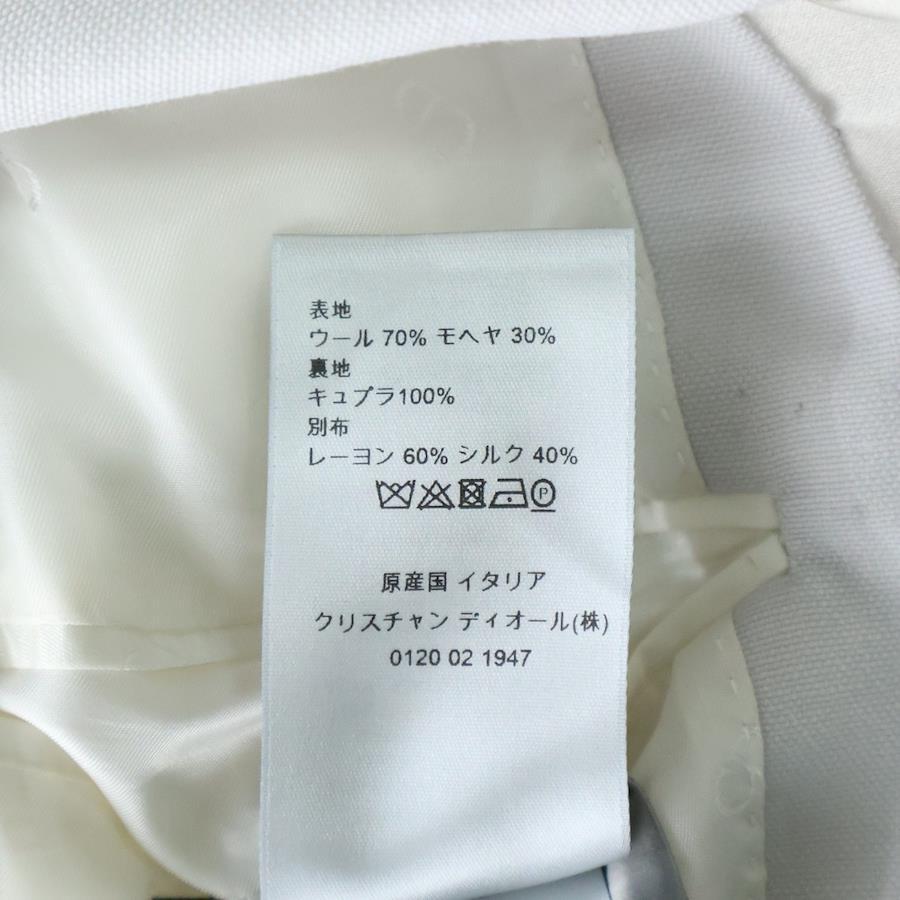 表地
ウール 70% モヘヤ 30%
裏地
キュプラ100%
別布
レーヨン 60% シルク 40%
P
原産国 イタリア
クリスチャン ディオール(株)
0120 02 1947